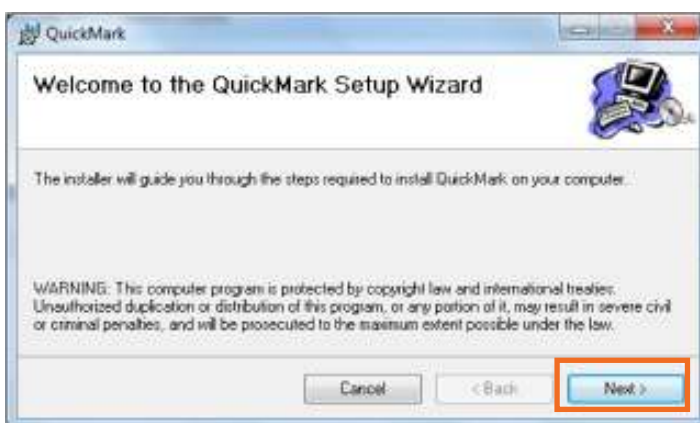 QuickMark
Welcome to the QuickMark Setup Wizard
The installer will guide you through the steps required to install QuickMark on your computer.
WARNING: This computer program is protected by copyright law and international treaties.
Unauthorized duplication or distribution of this program, or any portion of it, may result in severe civil
or criminal penalties, and will be prosecuted to the maximum extent possible under the law.
Cancel < Back Next >